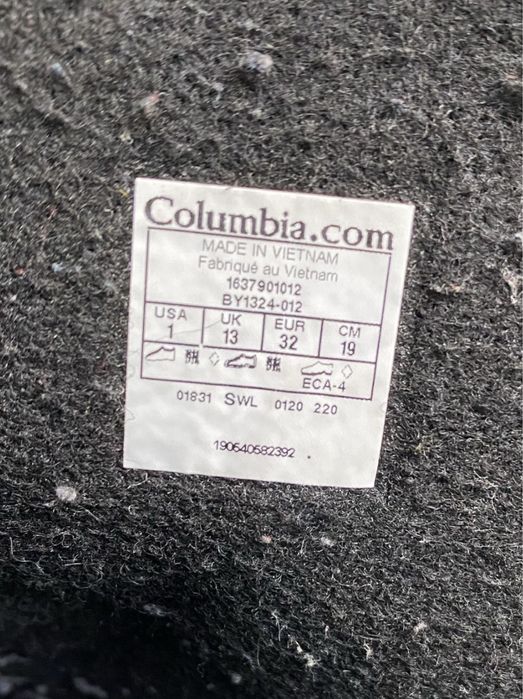 Columbia.com
MADE IN VIETNAM
Fabriqué au Vietnam
1637901012
BY1324-012
USA UK EUR CM
1 13 32 19
ECA-4
01831 SWL 0120 220
190540582392